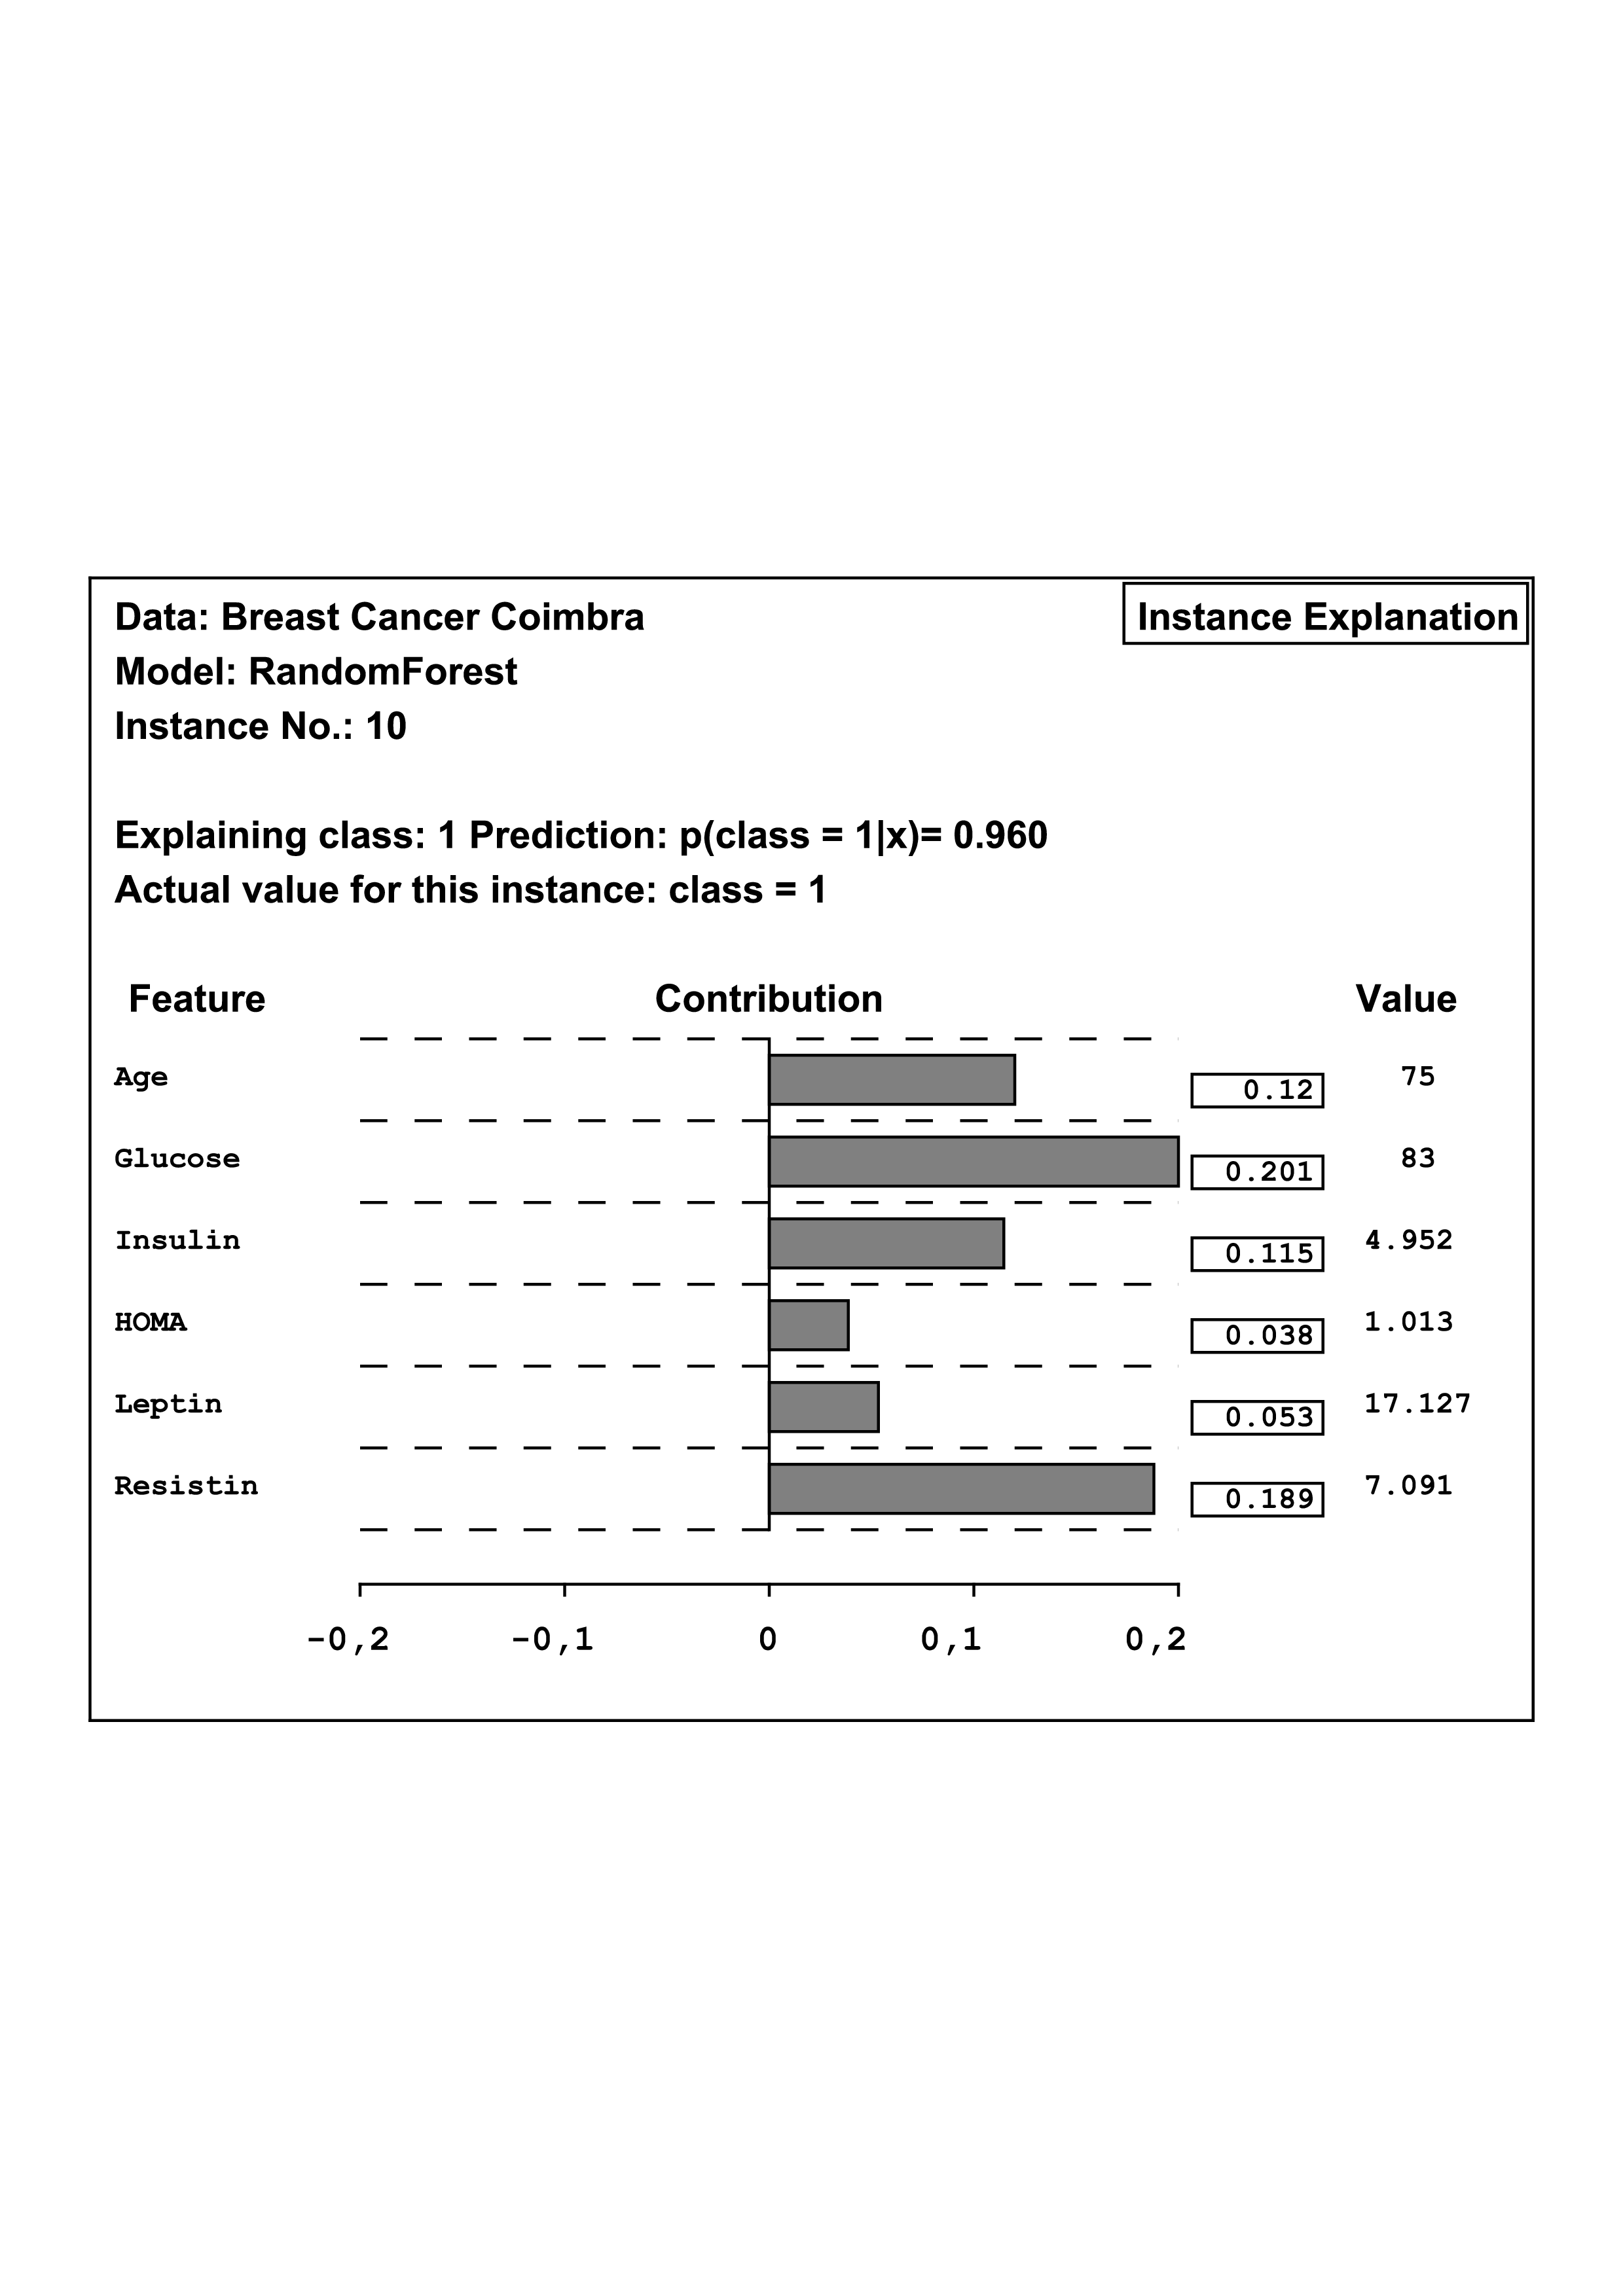 Data: Breast Cancer Coimbra
Instance Explanation
Model: RandomForest
Instance No.: 10
Explaining class: 1 Prediction: p(class = 1|x)= 0.960
Actual value for this instance: class = 1
Feature Contribution Value
Age 0.12 75
Glucose 0.201 83
Insulin 0.115 4.952
HOMA 0.038 1.013
Leptin 0.053 17.127
Resistin 0.189 7.091
-0,2 -0,1 0 0,1 0,2